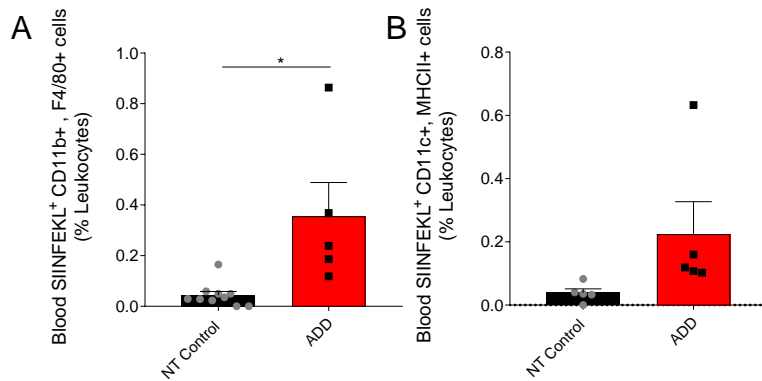 A
Blood SIINFEKL⁺ CD11b+ , F4/80+ cells
(% Leukocytes)
1.0
0.8
0.6
0.4
0.2
0.0
*
NT Control
ADD
B
Blood SIINFEKL⁺ CD11c+, MHCII+ cells
(% Leukocytes)
0.8
0.6
0.4
0.2
0.0
NT Control
ADD